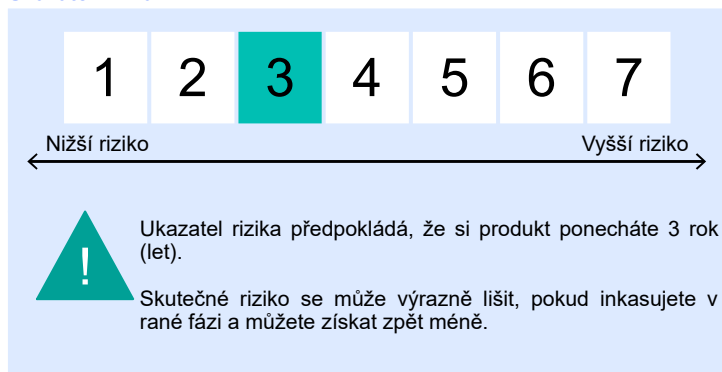 1 2 3 4 5 6 7
Nižší riziko Vyšší riziko
!
Ukazatel rizika předpokládá, že si produkt ponecháte 3 rok
(let).
Skutečné riziko se může výrazně lišit, pokud inkasujete v
rané fázi a můžete získat zpět méně.